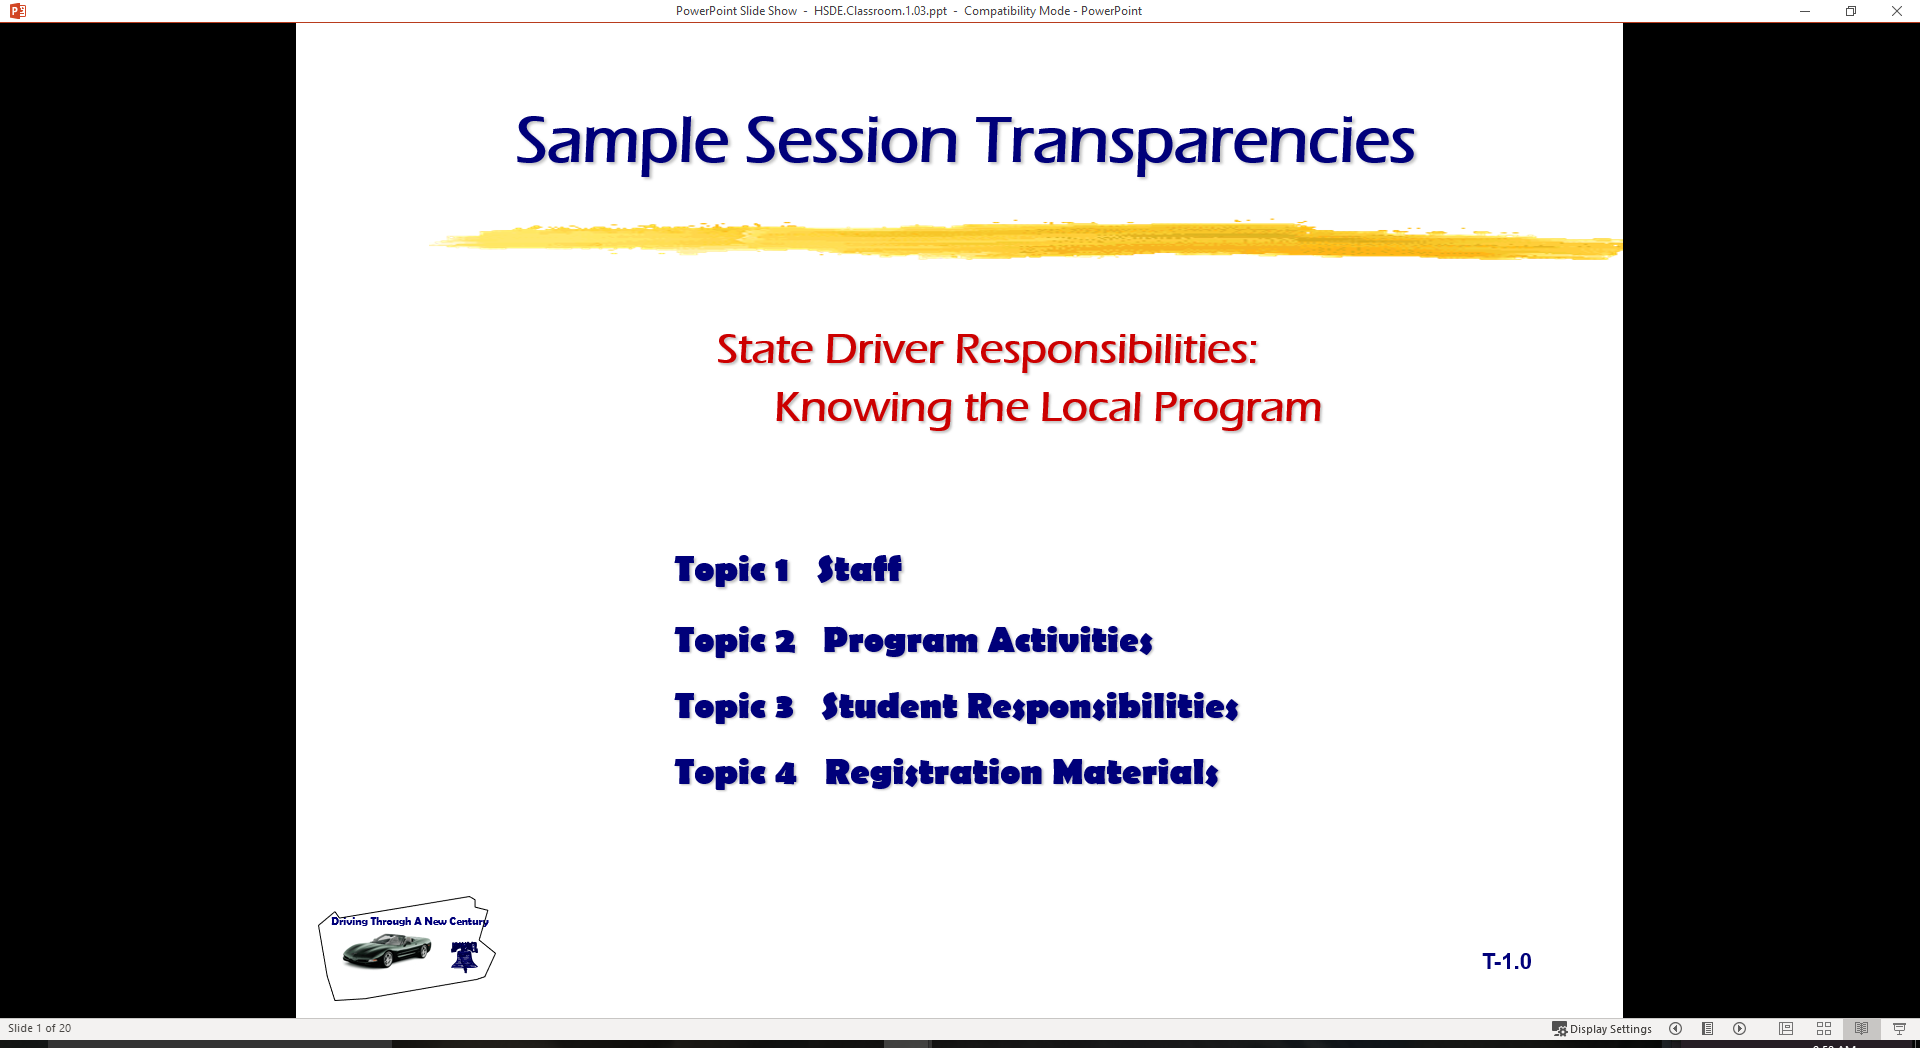 PowerPoint Slide Show - HSDE.Classroom.1.03.ppt - Compatibility Mode - PowerPoint
Sample Session Transparencies
State Driver Responsibilities:
Knowing the Local Program
Topic 1 Staff
Topic 2 Program Activities
Topic 3 Student Responsibilities
Topic 4 Registration Materials
Driving Through A New Century
T-1.0
Slide 1 of 20
Display Settings